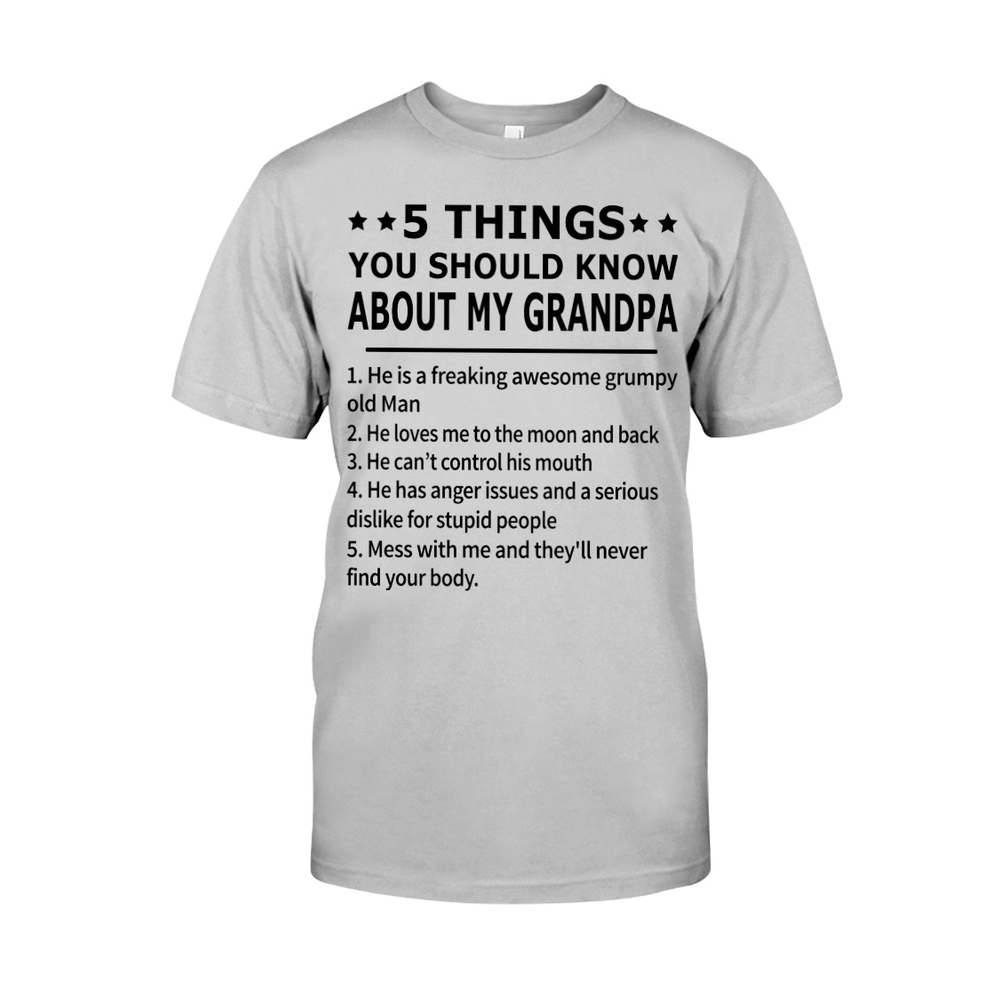 ★ ★5 THINGS★ ★
YOU SHOULD KNOW
ABOUT MY GRANDPA
1. He is a freaking awesome grumpy
old Man
2. He loves me to the moon and back
3. He can’t control his mouth
4. He has anger issues and a serious
dislike for stupid people
5. Mess with me and they'll never
find your body.